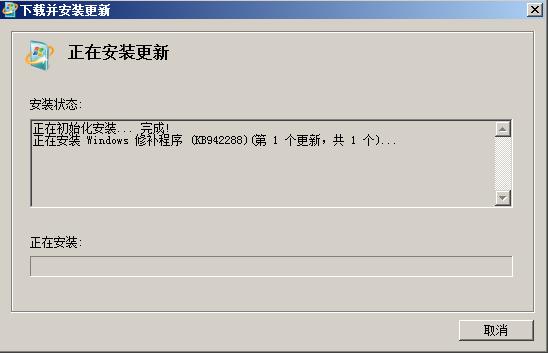 下载并安装更新
正在安装更新
安装状态:
正在初始化安装... 完成!
正在安装 Windows 修补程序 (KB942288)(第 1 个更新，共 1 个)...
正在安装:
取消